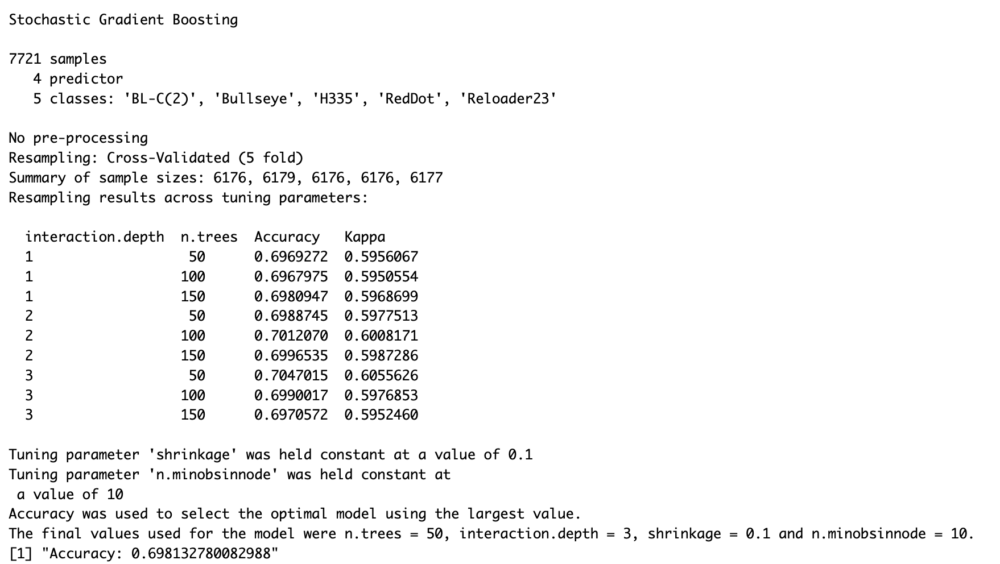 Stochastic Gradient Boosting
7721 samples
4 predictor
5 classes: 'BL-C(2)', 'Bullseye', 'H335', 'RedDot', 'Reloader23'
No pre-processing
Resampling: Cross-Validated (5 fold)
Summary of sample sizes: 6176, 6179, 6176, 6176, 6177
Resampling results across tuning parameters:
interaction.depth  n.trees  Accuracy   Kappa
1                   50      0.6969272  0.5956067
1                  100      0.6967975  0.5950554
1                  150      0.6980947  0.5968699
2                   50      0.6988745  0.5977513
2                  100      0.7012070  0.6008171
2                  150      0.6996535  0.5987286
3                   50      0.7047015  0.6055626
3                  100      0.6990017  0.5976853
3                  150      0.6970572  0.5952460
Tuning parameter 'shrinkage' was held constant at a value of 0.1
Tuning parameter 'n.minobsinnode' was held constant at
a value of 10
Accuracy was used to select the optimal model using the largest value.
The final values used for the model were n.trees = 50, interaction.depth = 3, shrinkage = 0.1 and n.minobsinnode = 10.
[1] "Accuracy: 0.698132780082988"